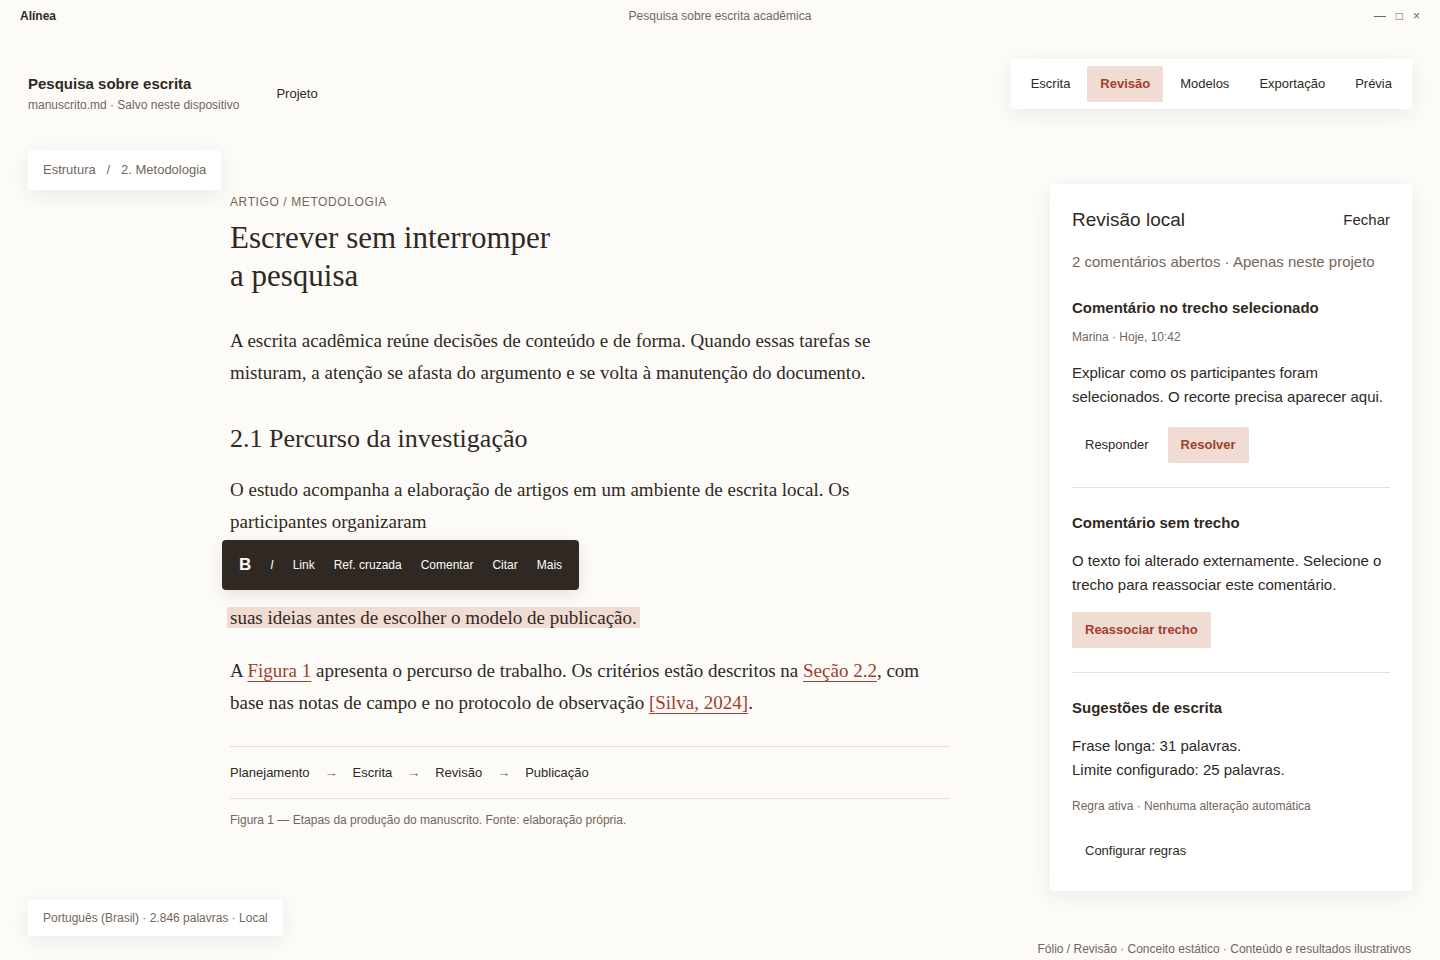 Alínea
Pesquisa sobre escrita acadêmica
— □ ×
Pesquisa sobre escrita
manuscrito.md · Salvo neste dispositivo
Projeto
Escrita
Revisão
Modelos
Exportação
Prévia
Estrutura / 2. Metodologia
ARTIGO / METODOLOGIA
Escrever sem interromper
a pesquisa
A escrita acadêmica reúne decisões de conteúdo e de forma. Quando essas tarefas se
misturam, a atenção se afasta do argumento e se volta à manutenção do documento.
2.1 Percurso da investigação
O estudo acompanha a elaboração de artigos em um ambiente de escrita local. Os
participantes organizaram
B I Link Ref. cruzada Comentar Citar Mais
suas ideias antes de escolher o modelo de publicação.
A Figura 1 apresenta o percurso de trabalho. Os critérios estão descritos na Seção 2.2, com
base nas notas de campo e no protocolo de observação [Silva, 2024].
Planejamento → Escrita → Revisão → Publicação
Figura 1 — Etapas da produção do manuscrito. Fonte: elaboração própria.
Revisão local
Fechar
2 comentários abertos · Apenas neste projeto
Comentário no trecho selecionado
Marina · Hoje, 10:42
Explicar como os participantes foram
selecionados. O recorte precisa aparecer aqui.
Responder
Resolver
Comentário sem trecho
O texto foi alterado externamente. Selecione o
trecho para reassociar este comentário.
Reassociar trecho
Sugestões de escrita
Frase longa: 31 palavras.
Limite configurado: 25 palavras.
Regra ativa · Nenhuma alteração automática
Configurar regras
Português (Brasil) · 2.846 palavras · Local
Fólio / Revisão · Conceito estático · Conteúdo e resultados ilustrativos